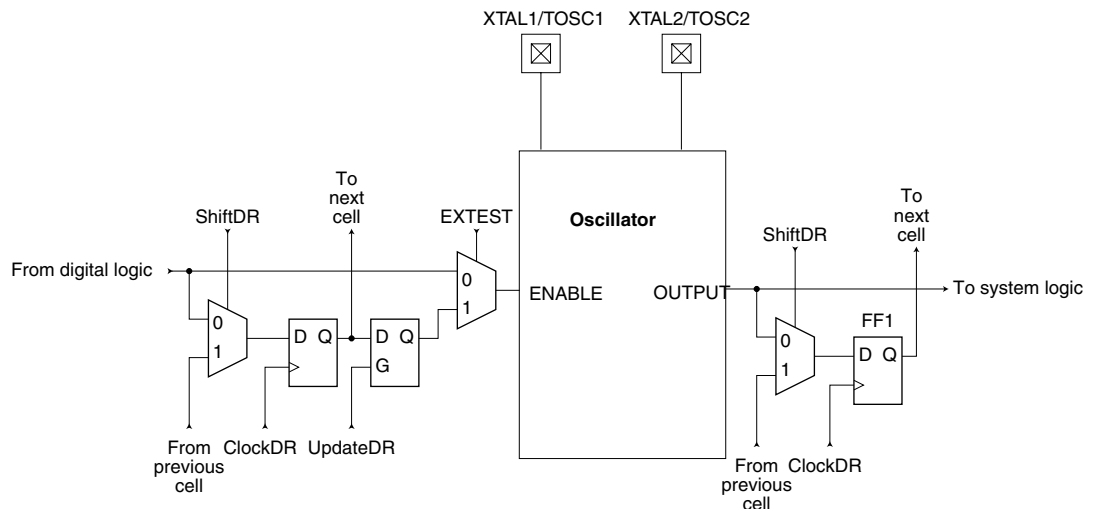 XTAL1/TOSC1
XTAL2/TOSC2
To
next
cell
ShiftDR
EXTEST
Oscillator
To
next
cell
ShiftDR
From digital logic
0
1
ENABLE
OUTPUT
To system logic
0
1
D Q
D Q
G
FF1
0
1
D Q
From
previous
cell
ClockDR
UpdateDR
From
previous
cell
ClockDR